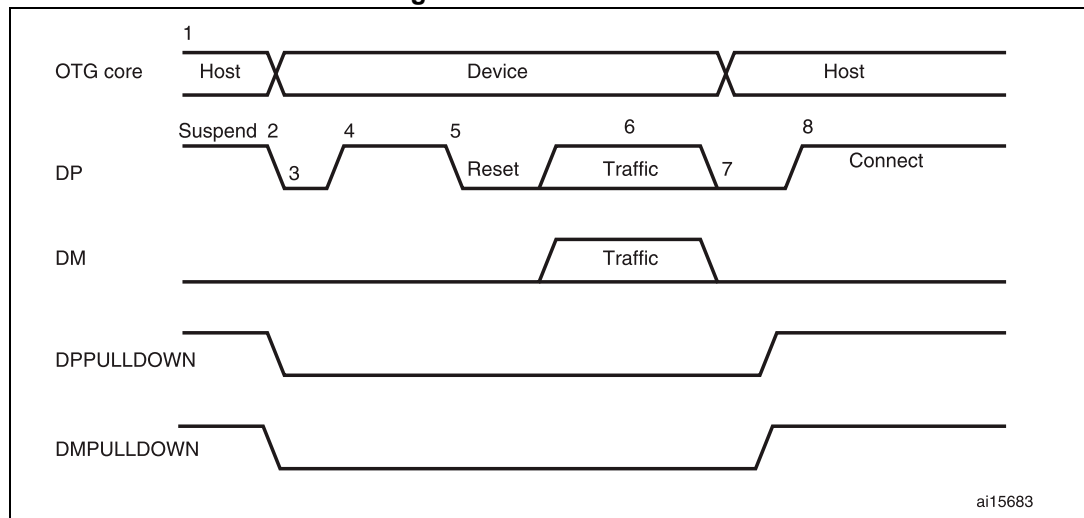 1
OTG core Host Device Host
Suspend 2 4 5 6 8
DP 3 Reset Traffic 7 Connect
DM Traffic
DPPULLDOWN
DMPULLDOWN
ai15683